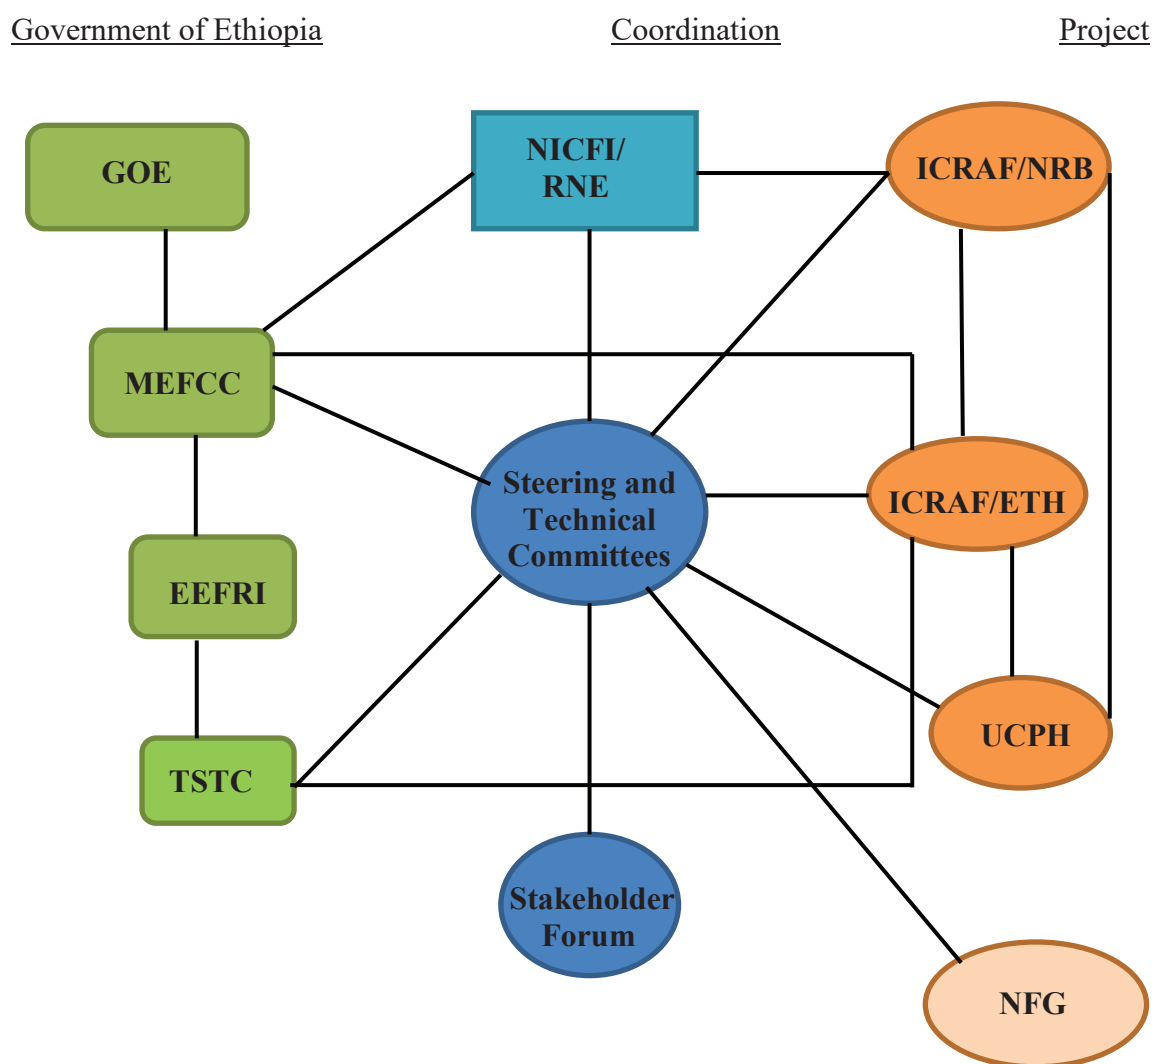 Government of Ethiopia
Coordination
Project
GOE
NICFI/
RNE
ICRAF/NRB
MEFCC
Steering and
Technical
Committees
ICRAF/ETH
EEFRI
UCPH
TSTC
Stakeholder
Forum
NFG